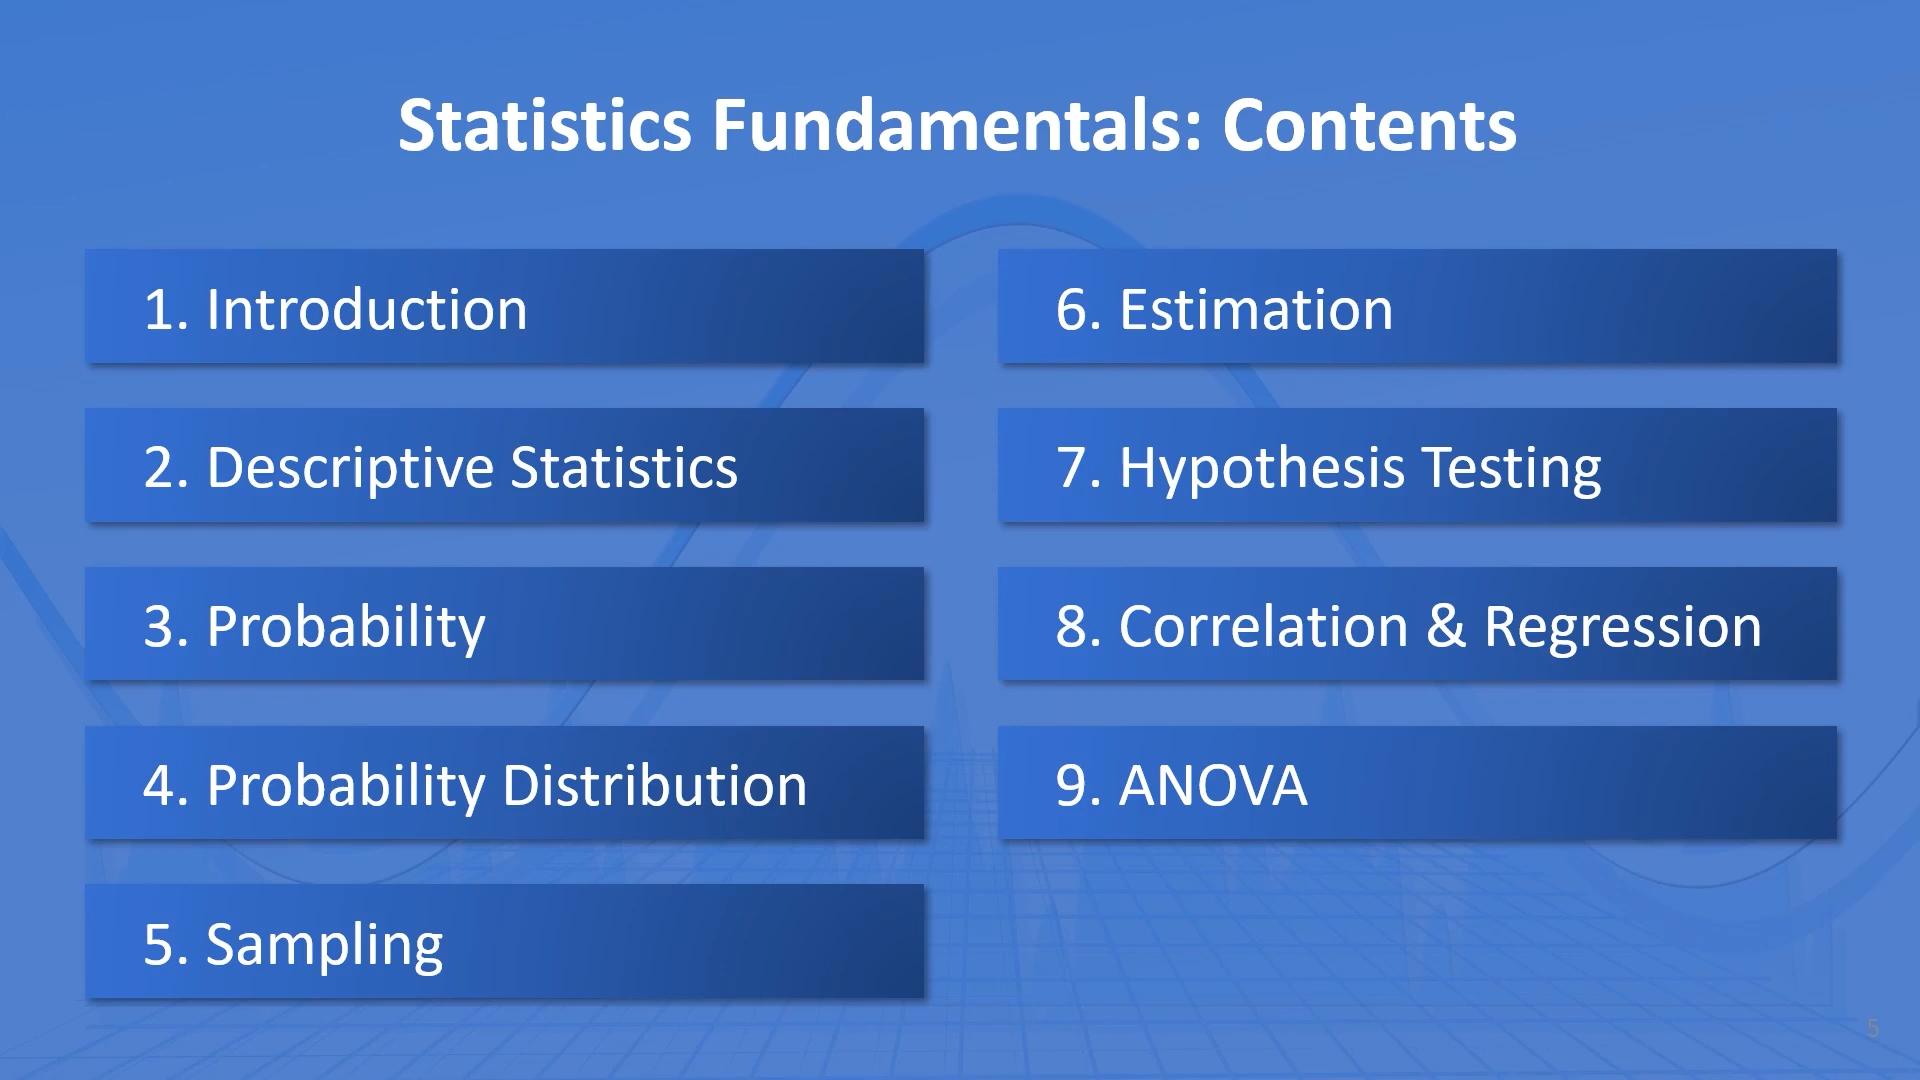 Statistics Fundamentals: Contents
1. Introduction
2. Descriptive Statistics
3. Probability
4. Probability Distribution
5. Sampling
6. Estimation
7. Hypothesis Testing
8. Correlation & Regression
9. ANOVA
5